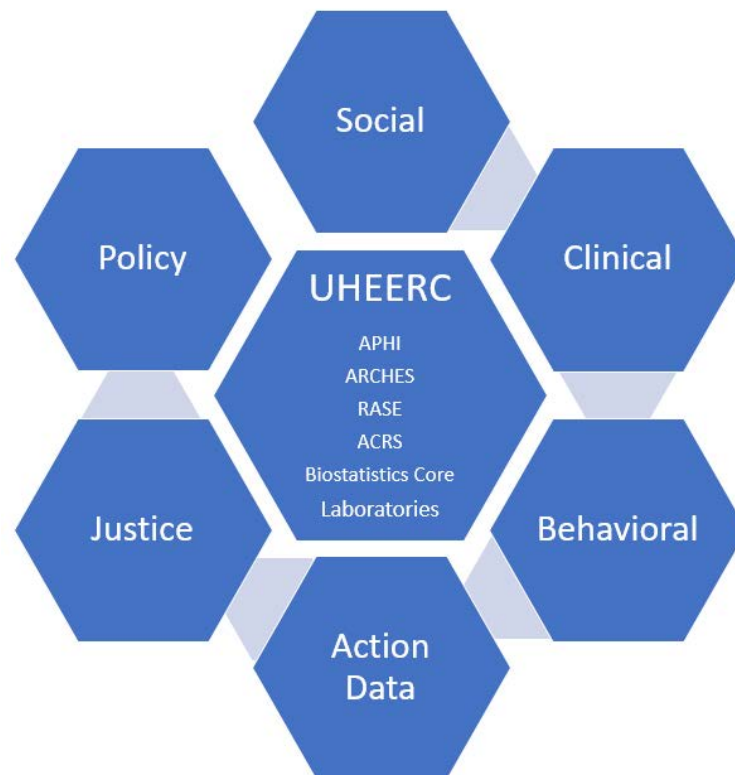 Social
Clinical
Policy
UHEERC
APHI
ARCHES
RASE
ACRS
Biostatistics Core
Laboratories
Behavioral
Justice
Action
Data